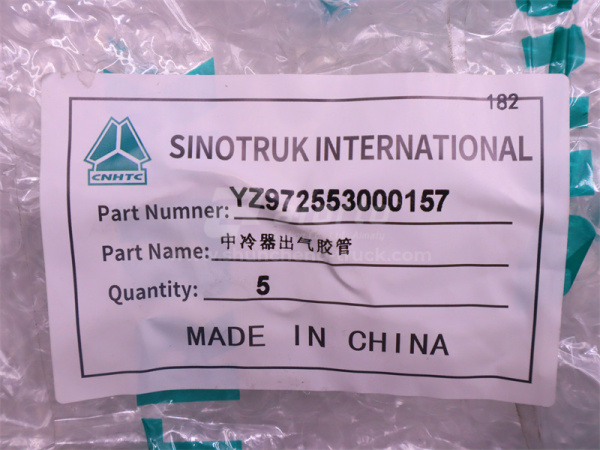 182
CNHTC
SINOTRUK INTERNATIONAL
Part Numner: YZ972553000157
Part Name: 中冷器出气胶管
Quantity: 5
MADE IN CHINA